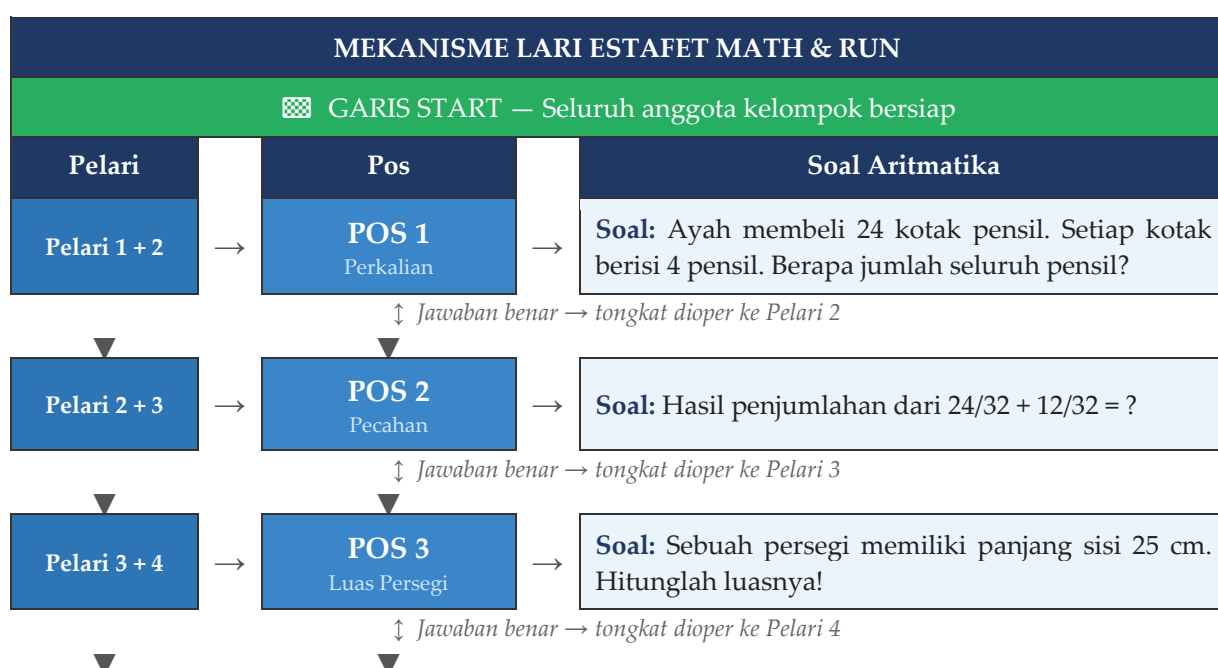 MEKANISME LARI ESTAFET MATH & RUN
GARIS START — Seluruh anggota kelompok bersiap
Pelari
Pos
Soal Aritmatika
Pelari 1 + 2
→
POS 1
Perkalian
→
Soal: Ayah membeli 24 kotak pensil. Setiap kotak
berisi 4 pensil. Berapa jumlah seluruh pensil?
↕ Jawaban benar → tongkat dioper ke Pelari 2
Pelari 2 + 3
→
POS 2
Pecahan
→
Soal: Hasil penjumlahan dari 24/32 + 12/32 = ?
↕ Jawaban benar → tongkat dioper ke Pelari 3
Pelari 3 + 4
→
POS 3
Luas Persegi
→
Soal: Sebuah persegi memiliki panjang sisi 25 cm.
Hitunglah luasnya!
↕ Jawaban benar → tongkat dioper ke Pelari 4